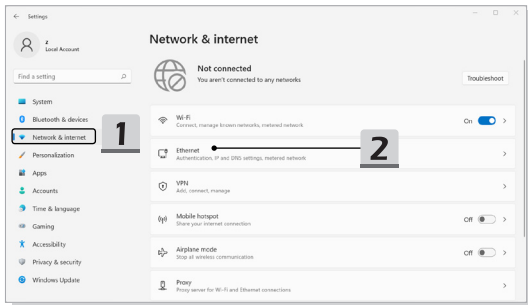 Settings
z
Local Account
Find a setting
System
Bluetooth & devices
Network & internet
Personalization
Apps
Accounts
Time & language
Gaming
Accessibility
Privacy & security
Windows Update
1
Network & internet
Not connected
You aren't connected to any networks
Troubleshoot
Wi-Fi
Connect, manage known networks, metered network
On
Ethernet
Authentication, IP and DNS settings, metered network
2
VPN
Add, connect, manage
Mobile hotspot
Share your internet connection
Off
Airplane mode
Stop all wireless communication
Off
Proxy
Proxy server for Wi-Fi and Ethernet connections